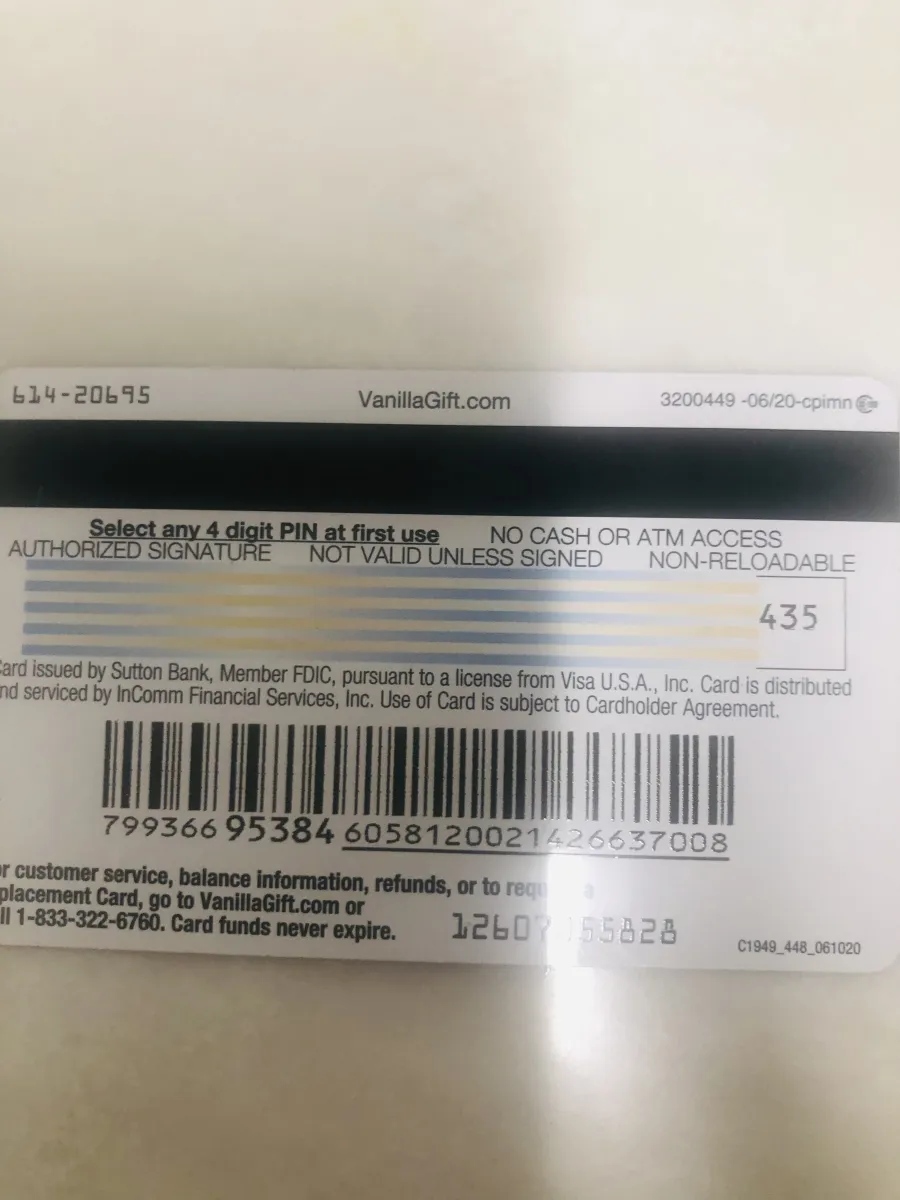 614-20695 VanillaGift.com 3200449 -06/20-cpimn
Select any 4 digit PIN at first use NO CASH OR ATM ACCESS
AUTHORIZED SIGNATURE NOT VALID UNLESS SIGNED NON-RELOADABLE
435
ard issued by Sutton Bank, Member FDIC, pursuant to a license from Visa U.S.A., Inc. Card is distributed
nd serviced by InComm Financial Services, Inc. Use of Card is subject to Cardholder Agreement.
799366 95384 6058120021426637008
r customer service, balance information, refunds, or to
placement Card, go to VanillaGift.com or
ll 1-833-322-6760. Card funds never expire.
C1949_448_061020